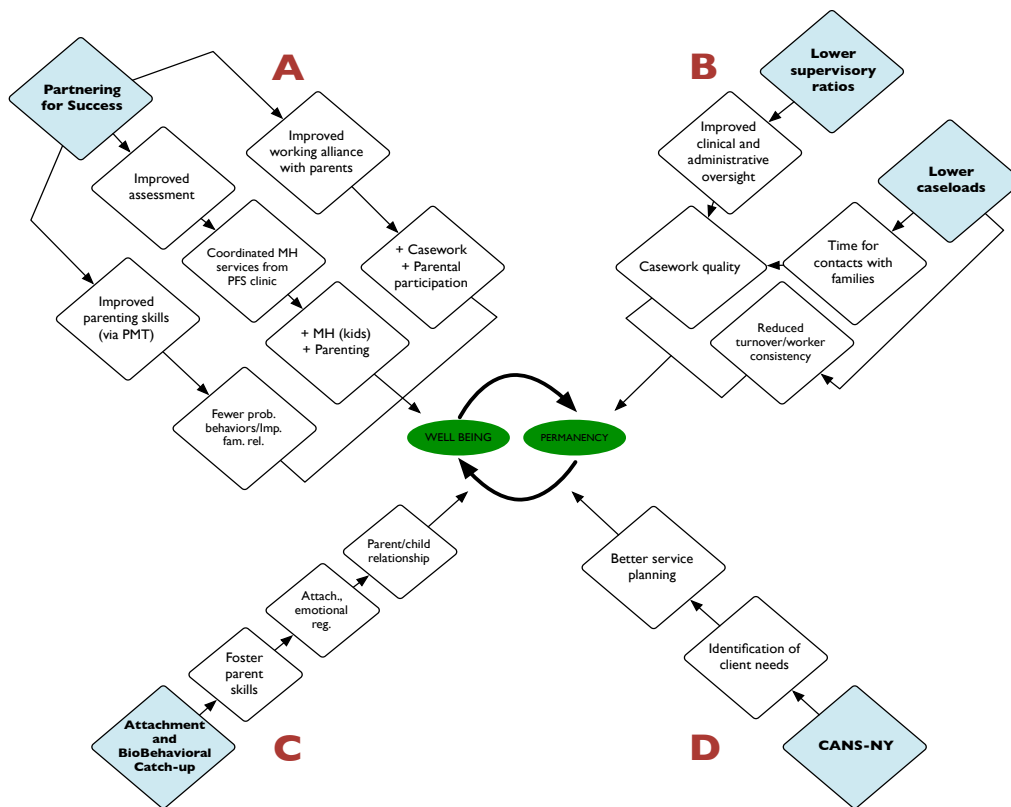 A
Partnering
for Success
Improved
working alliance
with parents
Improved
assessment
Coordinated MH
services from
PFS clinic
+ Casework
+ Parental
participation
Improved
parenting skills
(via PMT)
+ MH (kids)
+ Parenting
Fewer prob.
behaviors/Imp.
fam. rel.
B
Lower
supervisory
ratios
Improved
clinical and
administrative
oversight
Lower
caseloads
Casework quality
Time for
contacts with
families
Reduced
turnover/worker
consistency
WELL BEING
PERMANENCY
Parent/child
relationship
Attach.,
emotional
reg.
Foster
parent
skills
Attachment
and
BioBehavioral
Catch-up
C
Better service
planning
Identification of
client needs
D
CANS-NY